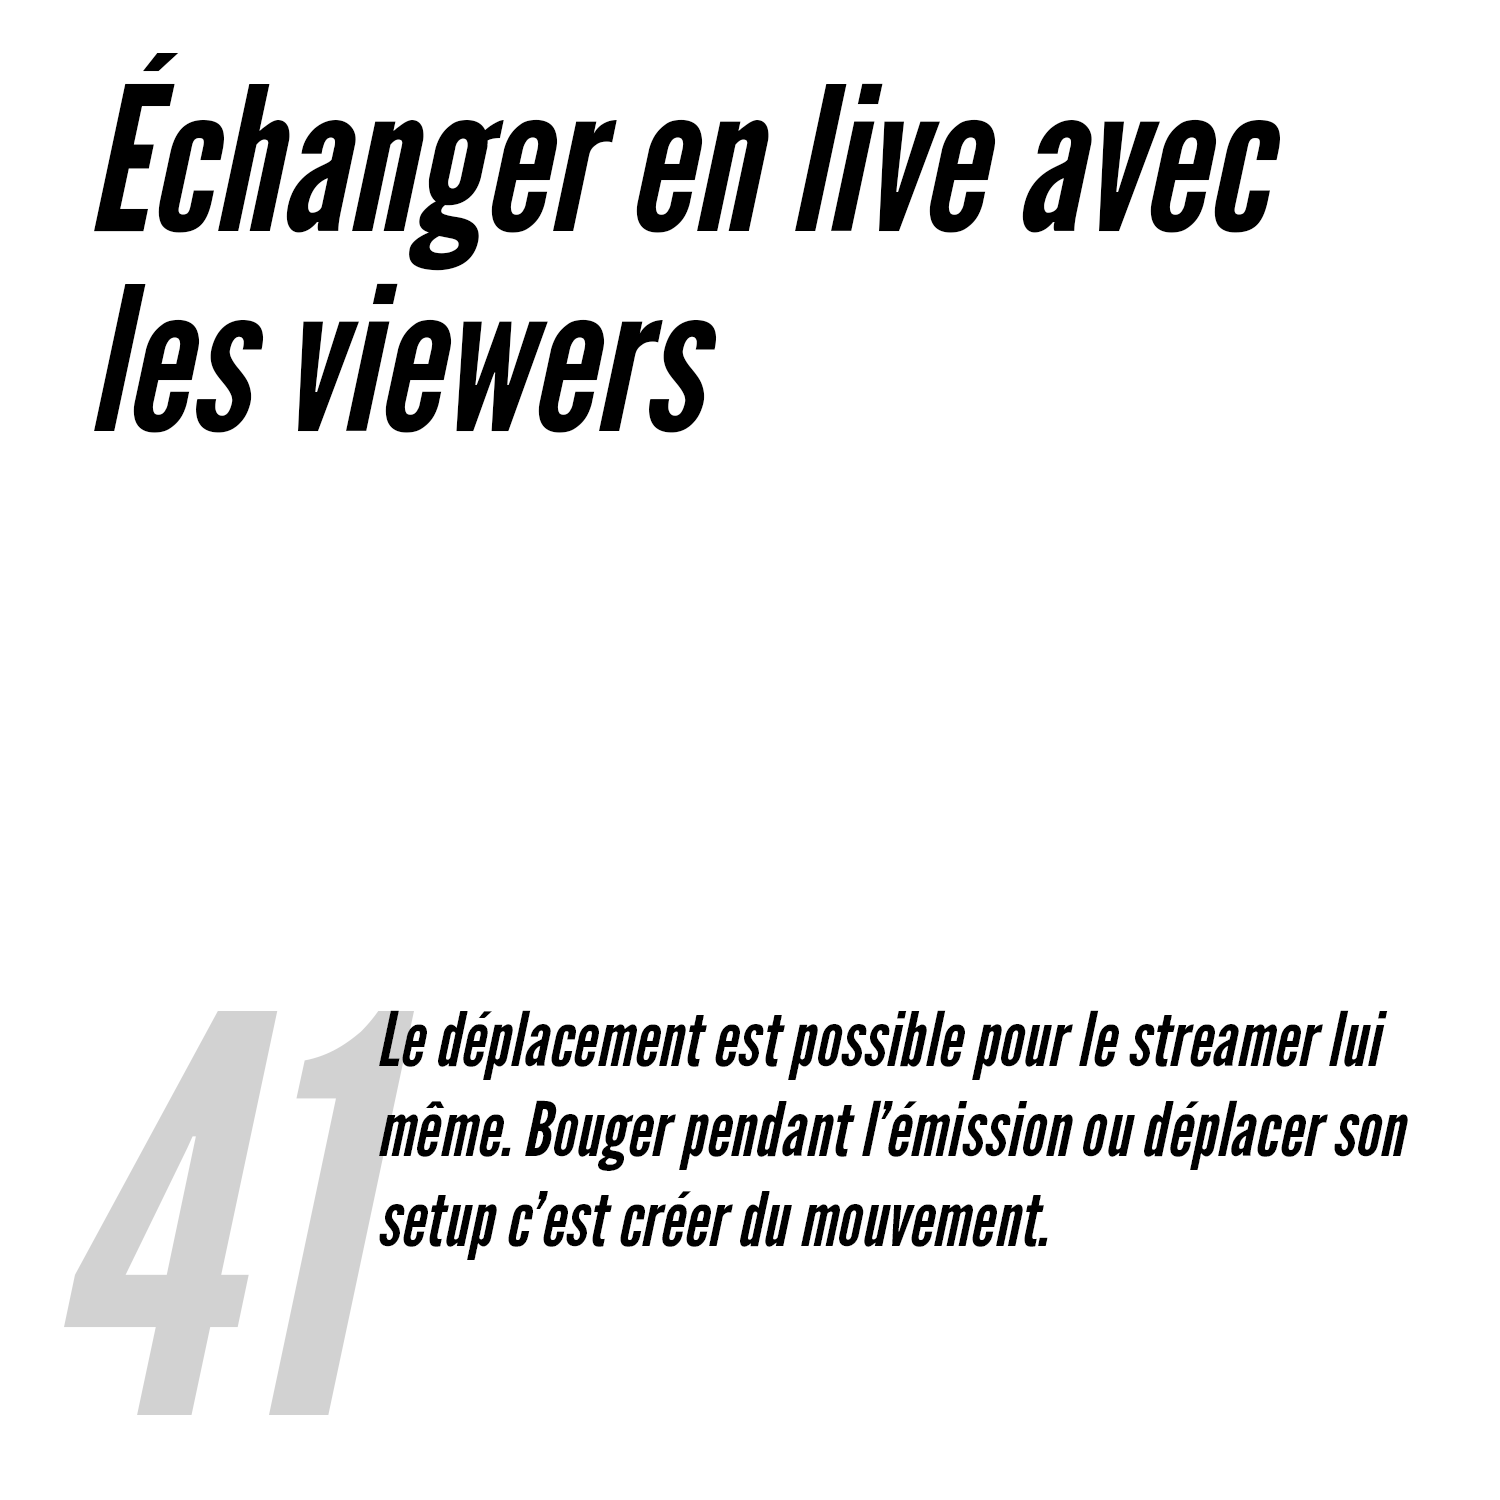 Échanger en live avec
les viewers
41
Le déplacement est possible pour le streamer lui
même. Bouger pendant l’émission ou déplacer son
setup c’est créer du mouvement.